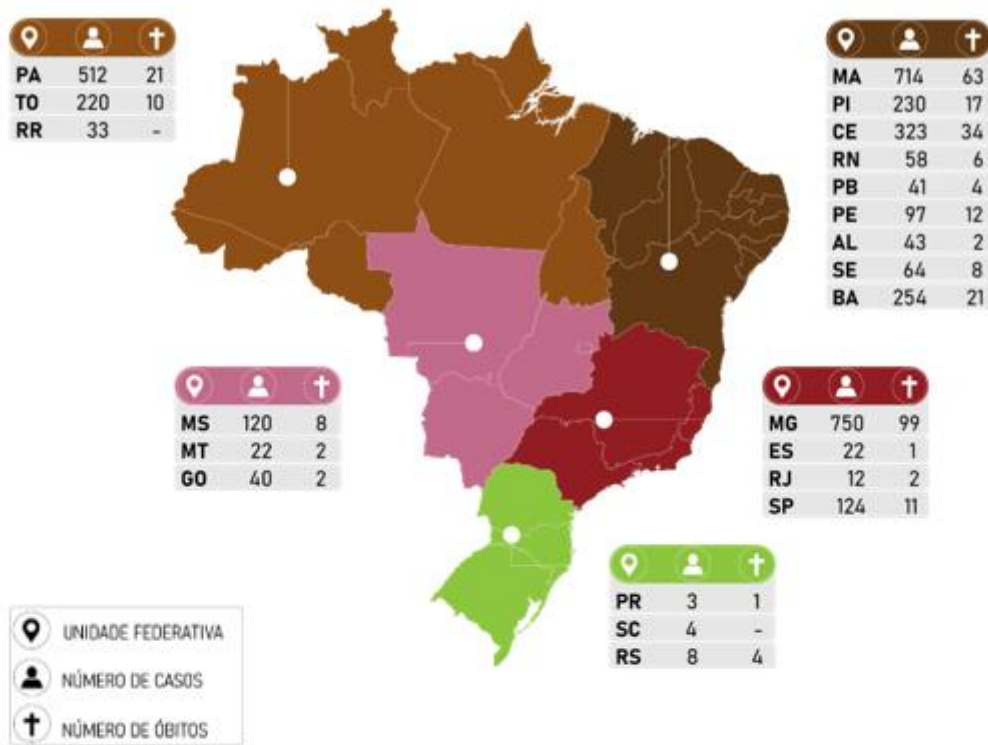 PA 512 21
TO 220 10
RR 33 -
MA 714 63
PI 230 17
CE 323 34
RN 58 6
PB 41 4
PE 97 12
AL 43 2
SE 64 8
BA 254 21
MS 120 8
MT 22 2
GO 40 2
MG 750 99
ES 22 1
RJ 12 2
SP 124 11
PR 3 1
SC 4 -
RS 8 4
UNIDADE FEDERATIVA
NÚMERO DE CASOS
NÚMERO DE ÓBITOS